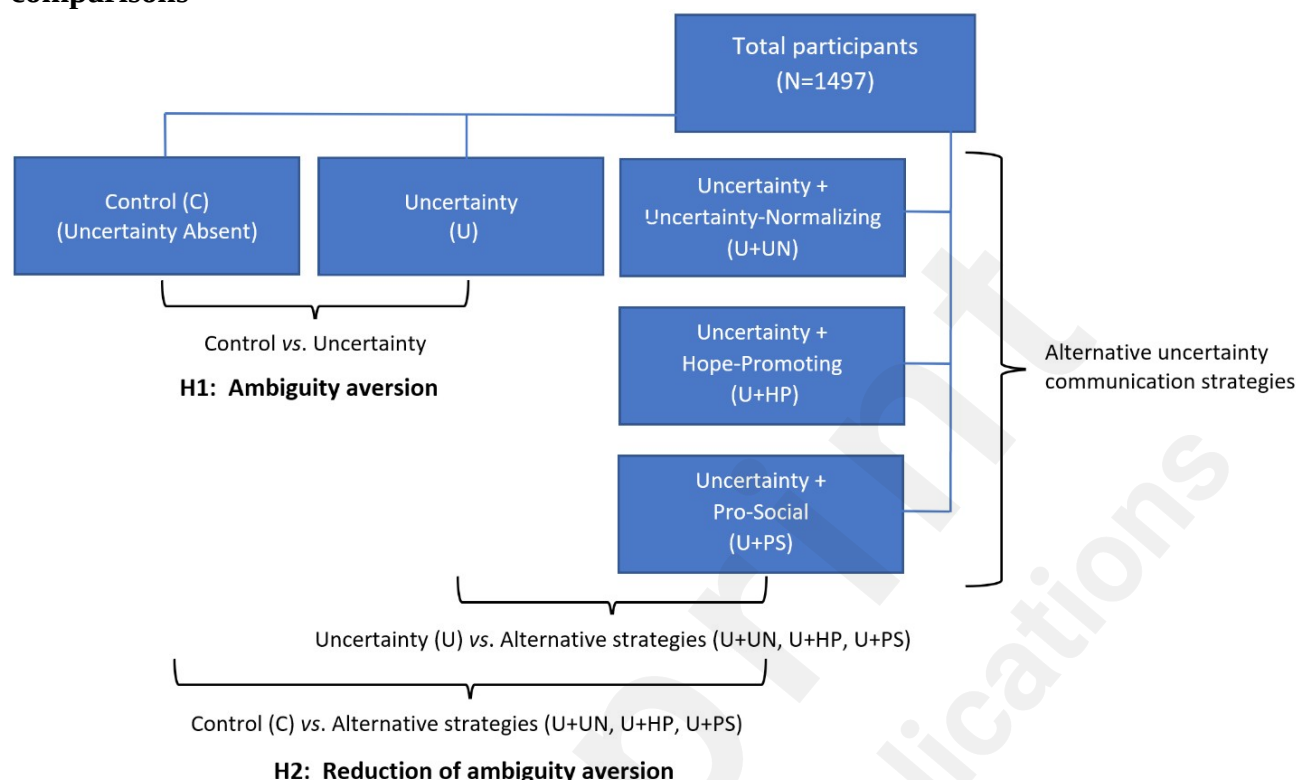 comparisons
Total participants
(N=1497)
Control (C)
(Uncertainty Absent)
Uncertainty
(U)
Uncertainty +
Uncertainty-Normalizing
(U+UN)
Uncertainty +
Hope-Promoting
(U+HP)
Uncertainty +
Pro-Social
(U+PS)
Control vs. Uncertainty
H1: Ambiguity aversion
Alternative uncertainty
communication strategies
Uncertainty (U) vs. Alternative strategies (U+UN, U+HP, U+PS)
Control (C) vs. Alternative strategies (U+UN, U+HP, U+PS)
H2: Reduction of ambiguity aversion